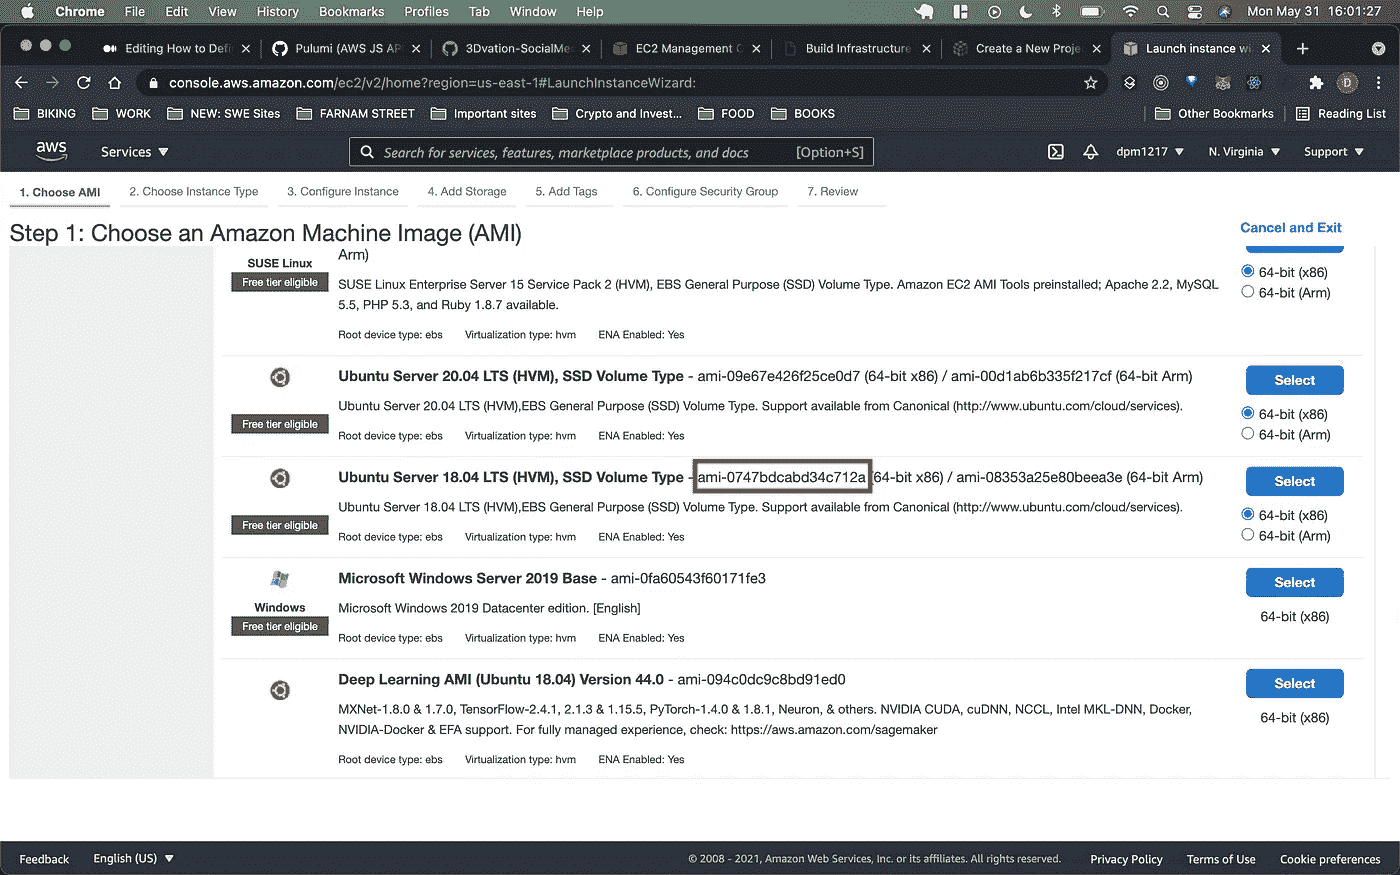 Chrome File Edit View History Bookmarks Profiles Tab Window Help Mon May 31 16:01:27
Editing How to Defi Pulumi (AWS JS AP 3Dvation-SocialMe EC2 Management C Build Infrastructure Create a New Proje Launch instance wi
console.aws.amazon.com/ec2/v2/home?region=us-east-1#LaunchInstanceWizard:
BIKING WORK NEW: SWE Sites FARNAM STREET Important sites Crypto and Invest... FOOD BOOKS Other Bookmarks Reading List
aws Services Search for services, features, marketplace products, and docs [Option+S] dpm1217 N. Virginia Support
1. Choose AMI 2. Choose Instance Type 3. Configure Instance 4. Add Storage 5. Add Tags 6. Configure Security Group 7. Review
Step 1: Choose an Amazon Machine Image (AMI) Cancel and Exit
SUSE Linux Arm)
Free tier eligible
SUSE Linux Enterprise Server 15 Service Pack 2 (HVM), EBS General Purpose (SSD) Volume Type. Amazon EC2 AMI Tools preinstalled; Apache 2.2, MySQL
5.5, PHP 5.3, and Ruby 1.8.7 available.
Root device type: ebs Virtualization type: hvm ENA Enabled: Yes
64-bit (x86)
64-bit (Arm)
Ubuntu Server 20.04 LTS (HVM), SSD Volume Type - ami-09e67e426f25ce0d7 (64-bit x86) / ami-00d1ab6b335f217cf (64-bit Arm)
Free tier eligible
Ubuntu Server 20.04 LTS (HVM),EBS General Purpose (SSD) Volume Type. Support available from Canonical (http://www.ubuntu.com/cloud/services).
Root device type: ebs Virtualization type: hvm ENA Enabled: Yes
Select
64-bit (x86)
64-bit (Arm)
Ubuntu Server 18.04 LTS (HVM), SSD Volume Type - ami-0747bdcabd34c712a (64-bit x86) / ami-08353a25e80beea3e (64-bit Arm)
Free tier eligible
Ubuntu Server 18.04 LTS (HVM),EBS General Purpose (SSD) Volume Type. Support available from Canonical (http://www.ubuntu.com/cloud/services).
Root device type: ebs Virtualization type: hvm ENA Enabled: Yes
Select
64-bit (x86)
64-bit (Arm)
Microsoft Windows Server 2019 Base - ami-0fa60543f60171fe3
Windows
Free tier eligible
Microsoft Windows 2019 Datacenter edition. [English]
Root device type: ebs Virtualization type: hvm ENA Enabled: Yes
Select
64-bit (x86)
Deep Learning AMI (Ubuntu 18.04) Version 44.0 - ami-094c0dc9c8bd91ed0
MXNet-1.8.0 & 1.7.0, TensorFlow-2.4.1, 2.1.3 & 1.15.5, PyTorch-1.4.0 & 1.8.1, Neuron, & others. NVIDIA CUDA, cuDNN, NCCL, Intel MKL-DNN, Docker,
NVIDIA-Docker & EFA support. For fully managed experience, check: https://aws.amazon.com/sagemaker
Root device type: ebs Virtualization type: hvm ENA Enabled: Yes
Select
64-bit (x86)
Feedback English (US) © 2008 - 2021, Amazon Web Services, Inc. or its affiliates. All rights reserved. Privacy Policy Terms of Use Cookie preferences